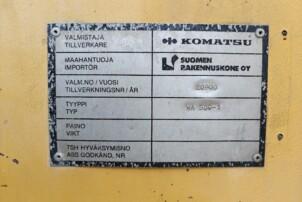 VALMISTAJA
TILLVERKARE
KOMATSU
MAAHANTUOJA
IMPORTÖR
SUOMEN
RAKENNUSKONE OY
VALM.NO / VUOSI
TILLVERKNINGSNR / ÅR
TYYPPI
TYP
PAINO
VIKT
TSH HYVÄKSYMISNO
ASS GODKÄND. NR